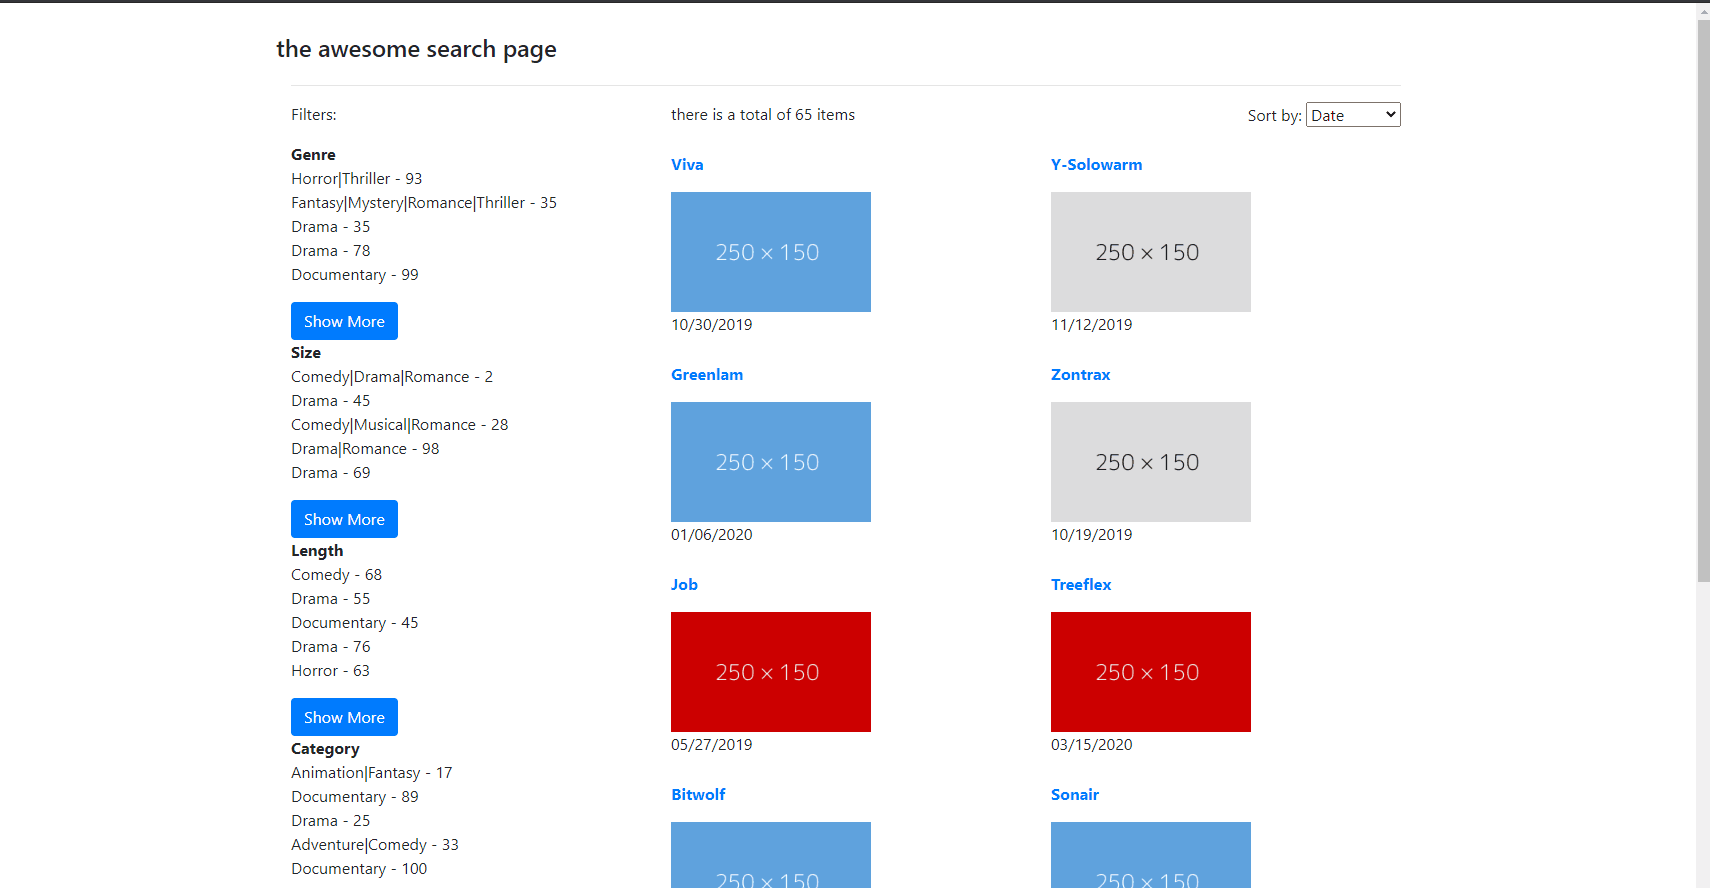 the awesome search page
Filters:
Genre
Horror|Thriller - 93
Fantasy|Mystery|Romance|Thriller - 35
Drama - 35
Drama - 78
Documentary - 99
Show More
Size
Comedy|Drama|Romance - 2
Drama - 45
Comedy|Musical|Romance - 28
Drama|Romance - 98
Drama - 69
Show More
Length
Comedy - 68
Drama - 55
Documentary - 45
Drama - 76
Horror - 63
Show More
Category
Animation|Fantasy - 17
Documentary - 89
Drama - 25
Adventure|Comedy - 33
Documentary - 100
there is a total of 65 items
Sort by: Date
Viva
250 × 150
10/30/2019
Y-Solowarm
250 × 150
11/12/2019
Greenlam
250 × 150
01/06/2020
Zontrax
250 × 150
10/19/2019
Job
250 × 150
05/27/2019
Treeflex
250 × 150
03/15/2020
Bitwolf
250 × 150
Sonair
250 × 150